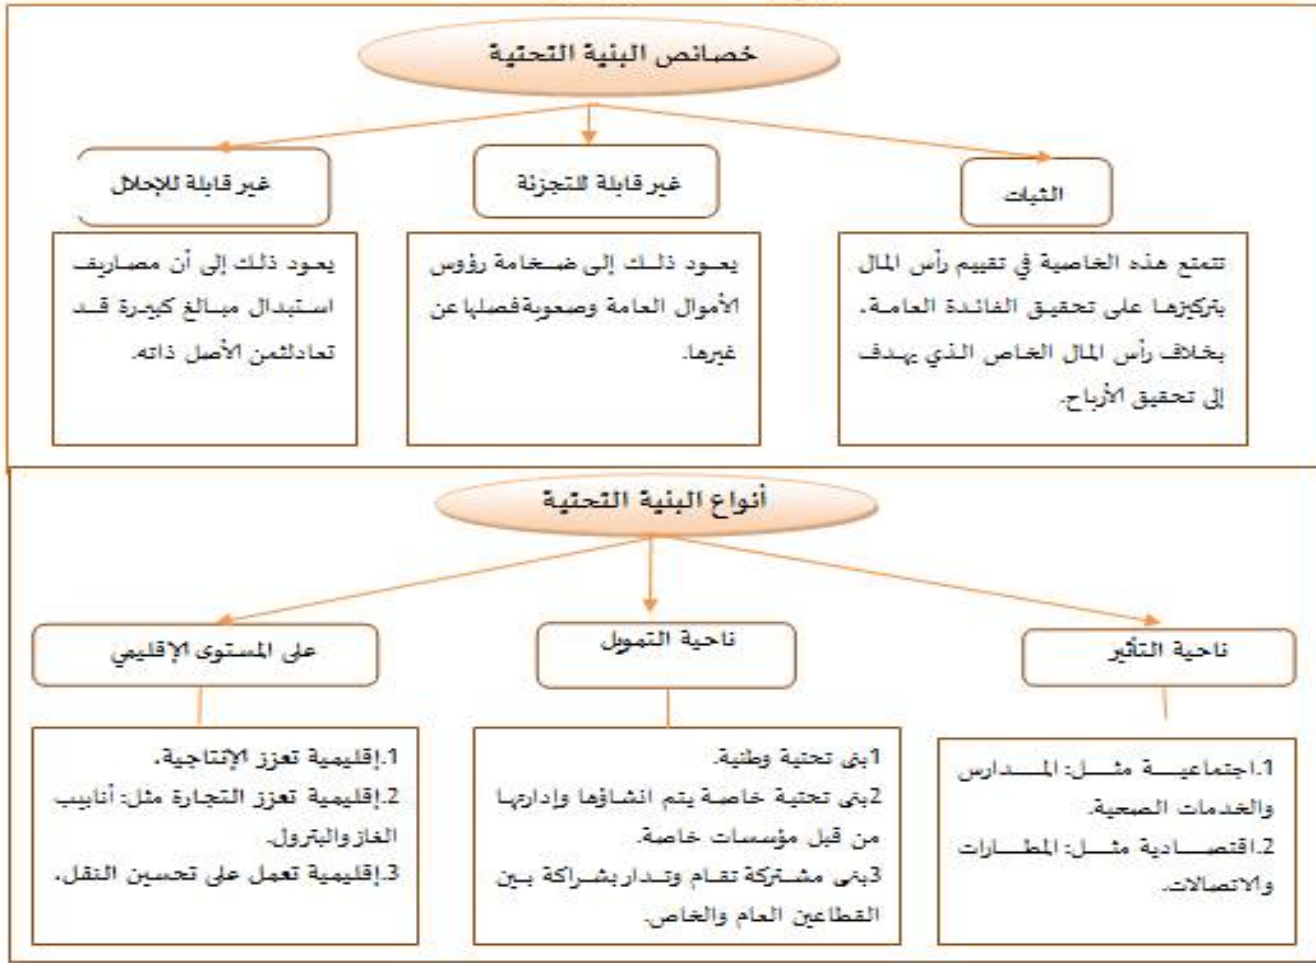 خصائص البنية التحتية
الثبات
غير قابلة للتجزئة
غير قابلة للإحلال
تتمتع هذه الخاصية في تقييم رأس المال
بتركيزها على تحقيق الفائدة العامة،
بخلاف رأس المال الخاص الذي يهدف
إلى تحقيق الأرباح.
يعود ذلك إلى ضخامة رؤوس
الأموال العامة وصعوبة فصلها عن
غيرها.
يعود ذلك إلى أن مصاريف
استبدال مبالغ كبيرة قد
تعادلثمن الأصل ذاته.
أنواع البنية التحتية
ناحية التأثير
ناحية التمويل
على المستوى الإقليمي
1.اجتماعية مثل: المدارس
والخدمات الصحية.
2.اقتصادية مثل: المطارات
والاتصالات.
1بنى تحتية وطنية.
2بنى تحتية خاصة يتم انشاؤها وإدارتها
من قبل مؤسسات خاصة.
3بنى مشتركة تقام وتدار بشراكة بين
القطاعين العام والخاص.
1.إقليمية تعزز الإنتاجية.
2.إقليمية تعزز التجارة مثل: أنابيب
الغاز والبترول.
3.إقليمية تعمل على تحسين النقل.